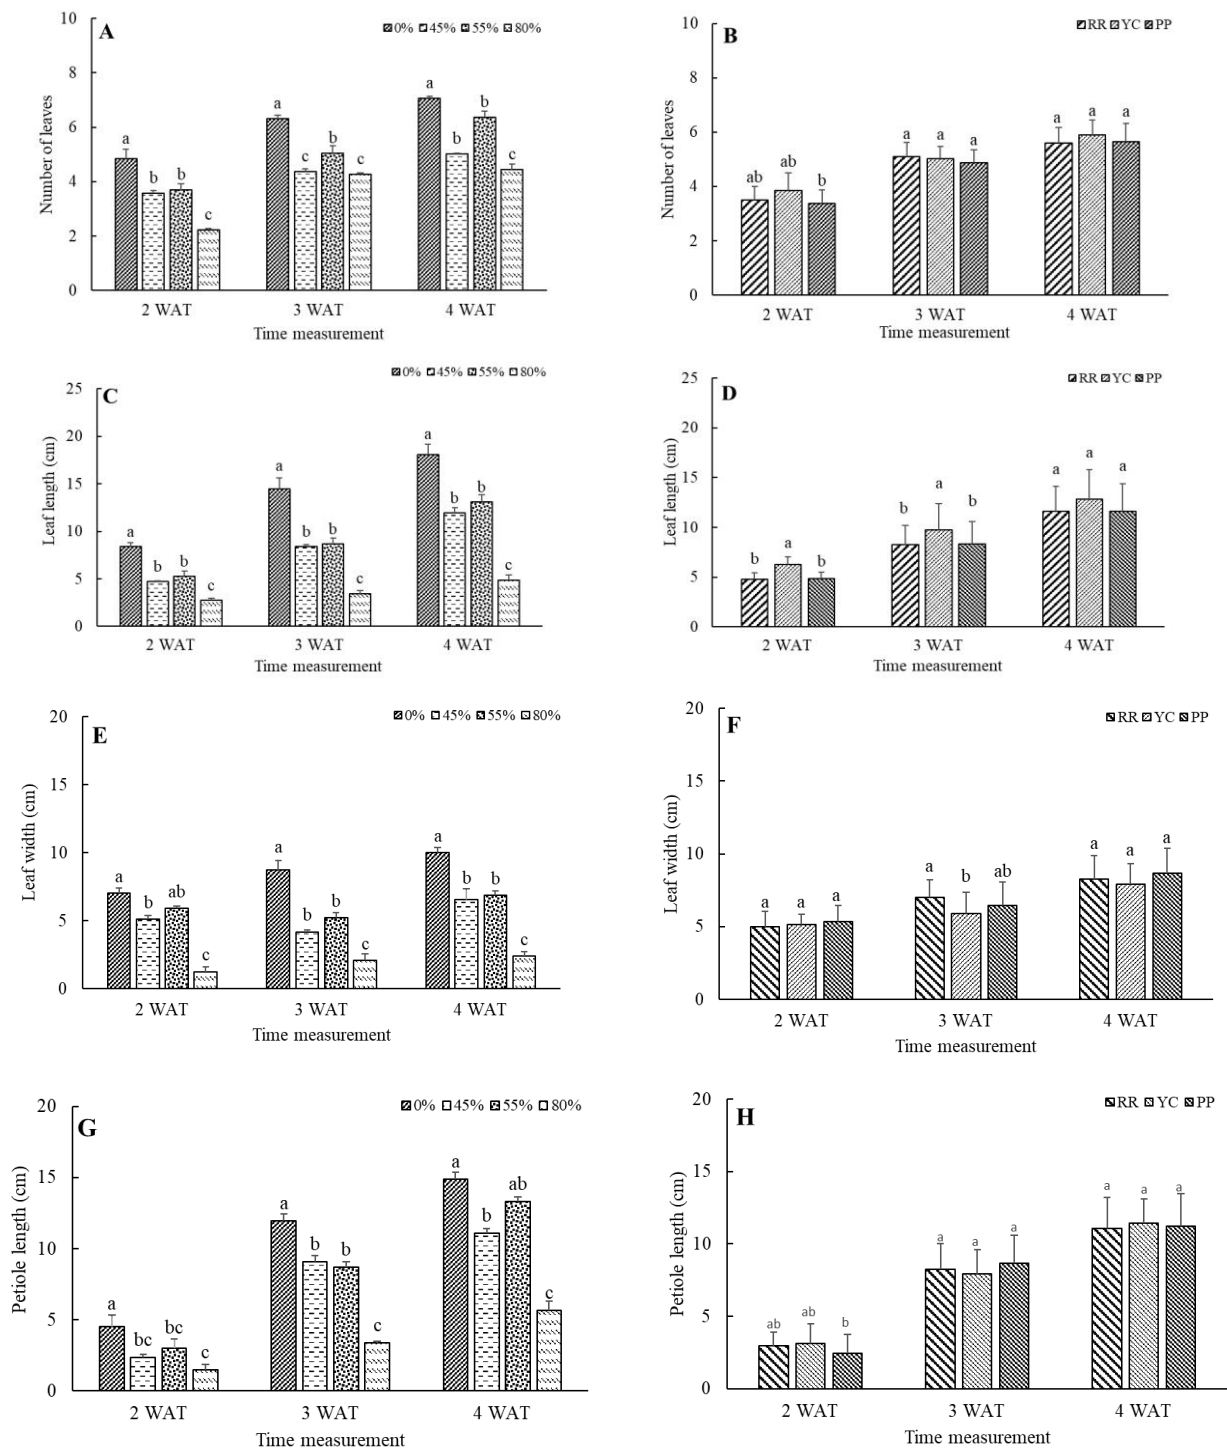 A
0% 45% 55% 80%
Number of leaves
10
8
6
4
2
0
a b b c
a c b c
a b b c
2 WAT 3 WAT 4 WAT
Time measurement
B
RR YC PP
Number of leaves
10
8
6
4
2
0
ab ab b
a a a
a a a
2 WAT 3 WAT 4 WAT
Time measurement
C
0% 45% 55% 80%
Leaf length (cm)
25
20
15
10
5
0
a b b c
a b b c
a b b c
2 WAT 3 WAT 4 WAT
Time measurement
D
RR YC PP
Leaf length (cm)
25
20
15
10
5
0
b a b
b a b
a a a
2 WAT 3 WAT 4 WAT
Time measurement
E
0% 45% 55% 80%
Leaf width (cm)
20
15
10
5
0
a b ab c
a b b c
a b b c
2 WAT 3 WAT 4 WAT
Time measurement
F
RR YC PP
Leaf width (cm)
20
15
10
5
0
a a a
a b ab
a a a
2 WAT 3 WAT 4 WAT
Time measurement
G
0% 45% 55% 80%
Petiole length (cm)
20
15
10
5
0
a bc bc c
a b b c
a b ab c
2 WAT 3 WAT 4 WAT
Time measurement
H
RR YC PP
Petiole length (cm)
20
15
10
5
0
ab ab b
a a a
a a a
2 WAT 3 WAT 4 WAT
Time measurement